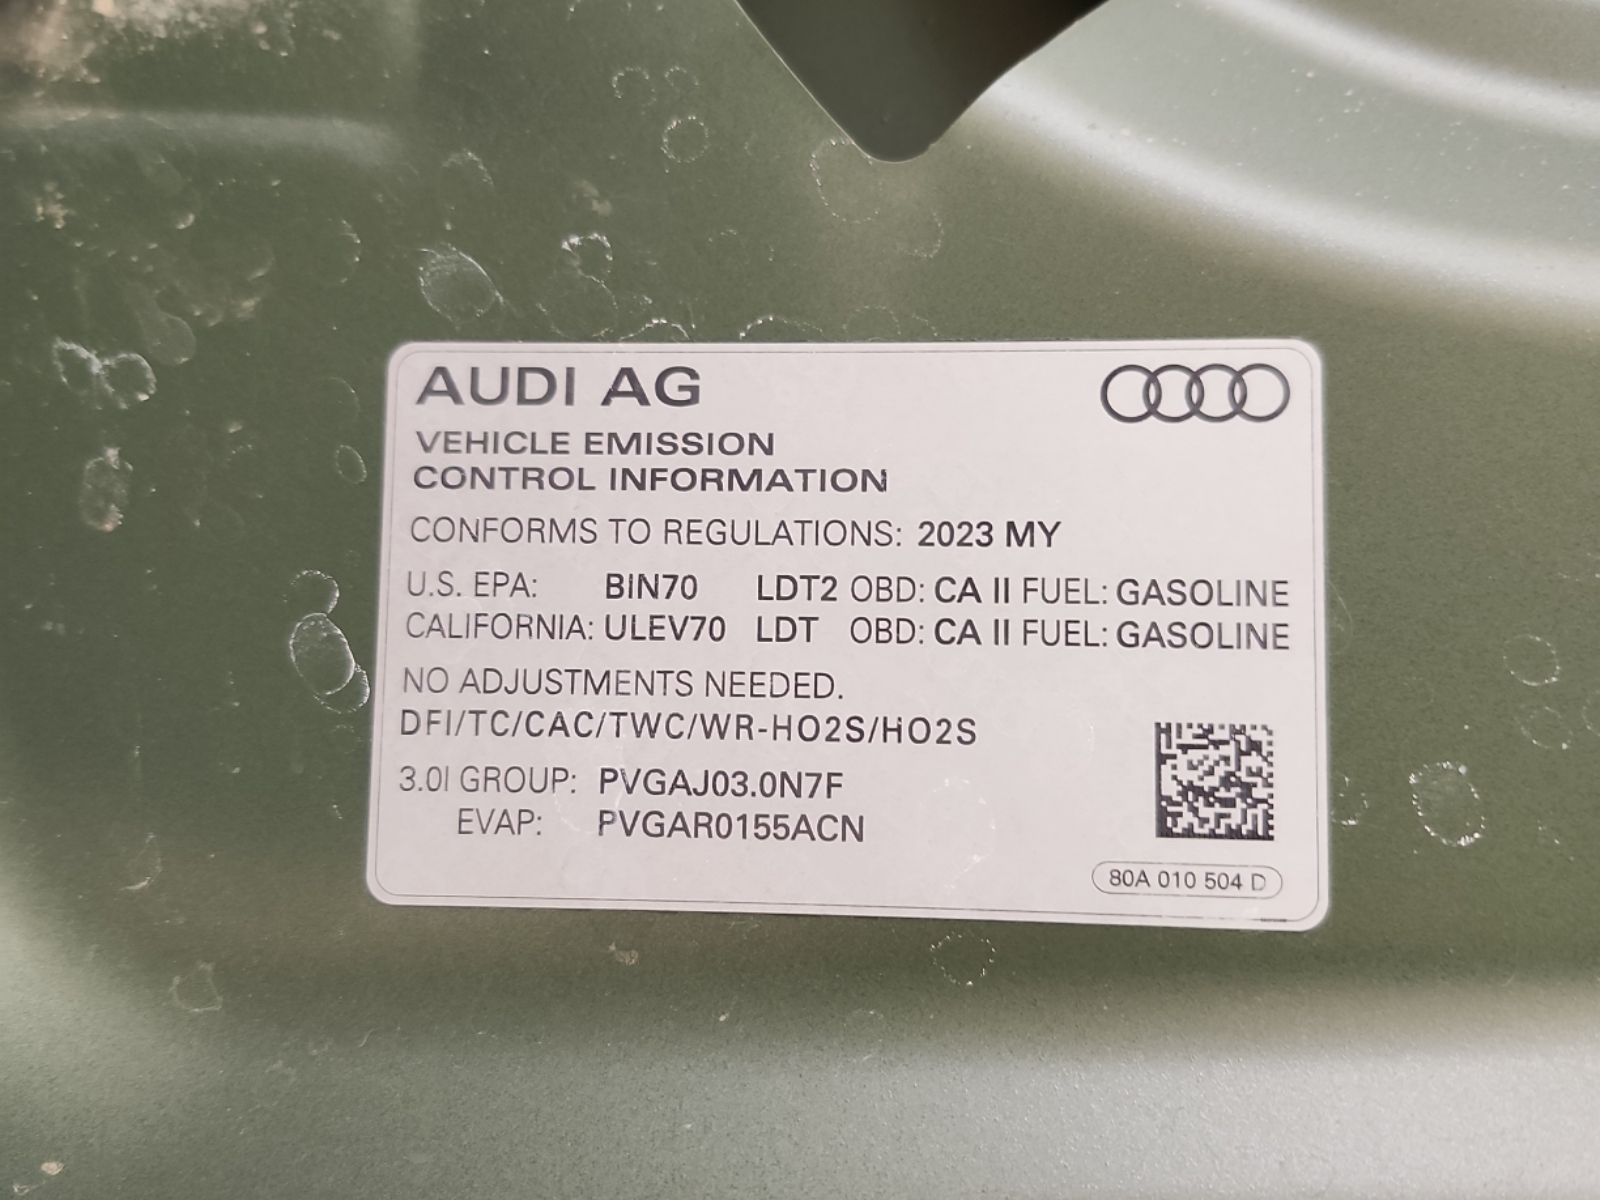 AUDI AG
VEHICLE EMISSION
CONTROL INFORMATION
CONFORMS TO REGULATIONS: 2023 MY
U.S. EPA: BIN70 LDT2 OBD: CA II FUEL: GASOLINE
CALIFORNIA: ULEV70 LDT OBD: CA II FUEL: GASOLINE
NO ADJUSTMENTS NEEDED.
DFI/TC/CAC/TWC/WR-HO2S/HO2S
3.0l GROUP: PVGAJ03.0N7F
EVAP: PVGAR0155ACN
80A 010 504 D